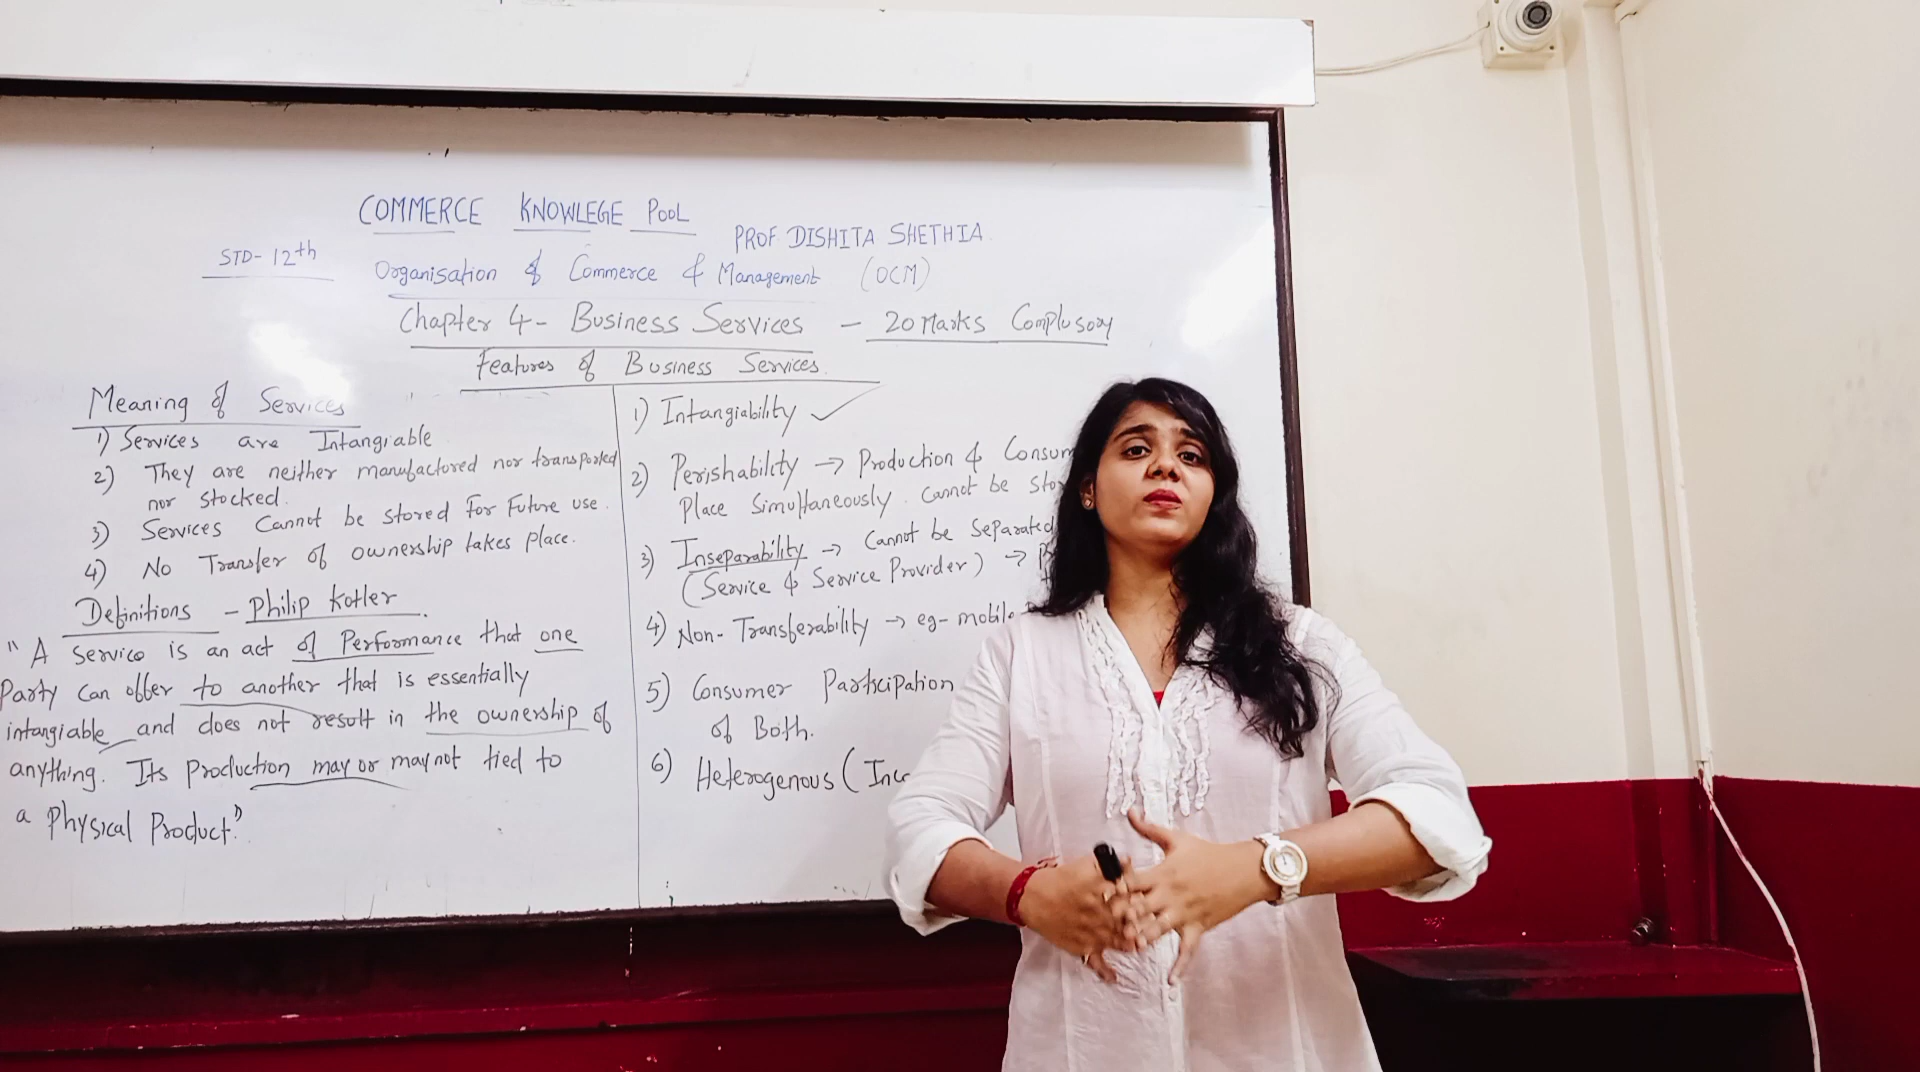 COMMERCE KNOWLEGE POOL
PROF DISHITA SHETHIA
STD- 12th
Organisation of Commerce & Management (OCM)
Chapter 4- Business Services - 20 Marks Complusory
Features of Business Services.
Meaning of Services
1) Services are Intangiable
2) They are neither manufactored nor transported
nor stocked.
3) Services Cannot be stored for Future use.
4) No Transfer of ownership takes place.
Definitions - Philip Kotler.
"A service is an act of Performance that one
Party can offer to another that is essentially
intangiable and does not result in the ownership of
anything. Its Production may or may not tied to
a Physical Product."
1) Intangiability ✓
2) Perishability → Production &
Place Simultaneously. Cannot be
3) Inseparability → Cannot be Separated
(Service & Service Provider) →
4) Non-Transferability → eg- mobile
5) Consumer Participation
of Both.
6) Heterogenous (